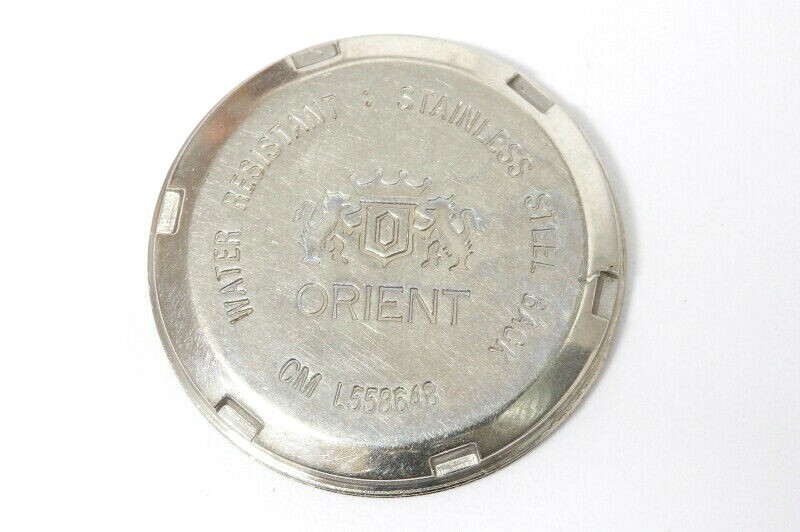 WATER RESISTANT : STAINLESS STEEL BACK
ORIENT
CM L558648